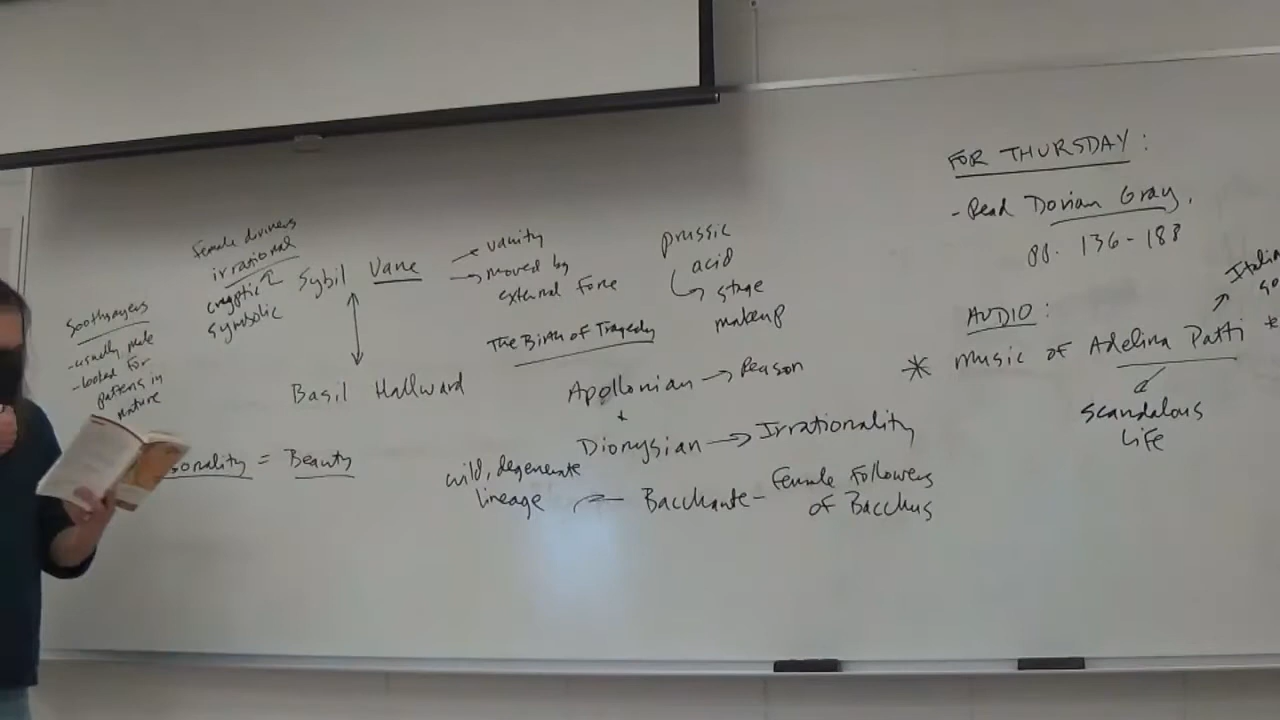 Soothsayers
-usually male
-looked for
patterns in
nature
female diviners
irrational
cryptic
symbolic
Sybil Vane
vanity
moved by
external force
Basil Hallward
sonality = Beauty
prussic
acid
stage
makeup
The Birth of Tragedy
Apollonian → Reason
+
Dionysian → Irrationality
wild, degenerate
lineage
Bacchante - female followers
of Bacchus
FOR THURSDAY:
- Read Dorian Gray,
pp. 136-188
AUDIO:
* music of Adelina Patti *
scandalous
life